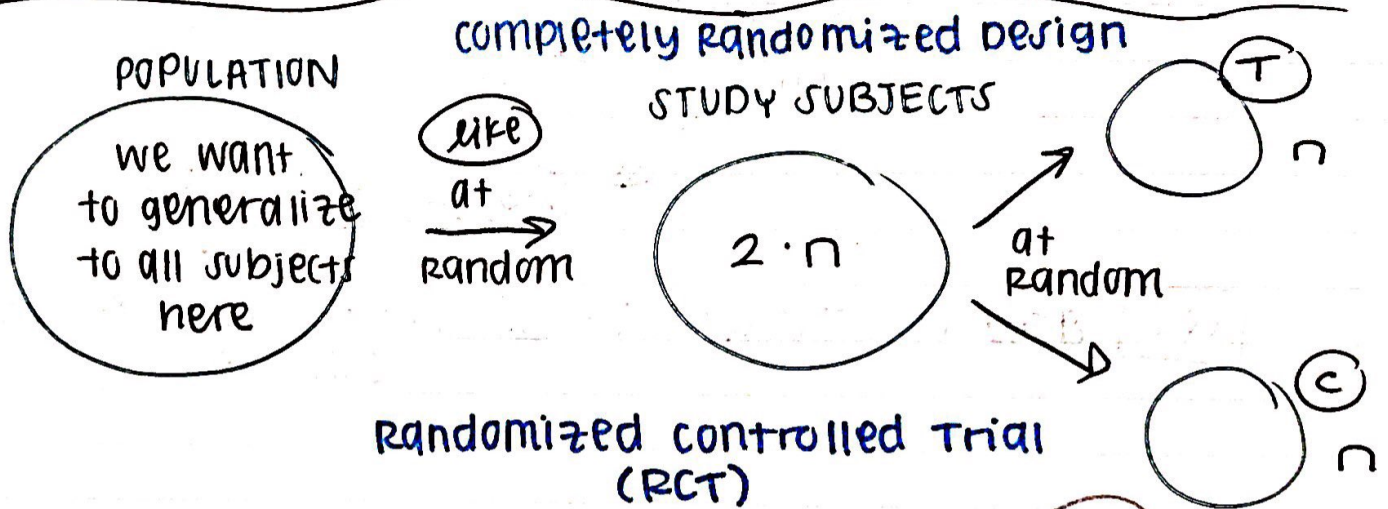 Completely Randomized Design
POPULATION
we want
to generalize
to all subjects
here
like
at
Random
STUDY SUBJECTS
2·n
at
Random
T
n
C
n
Randomized Controlled Trial
(RCT)